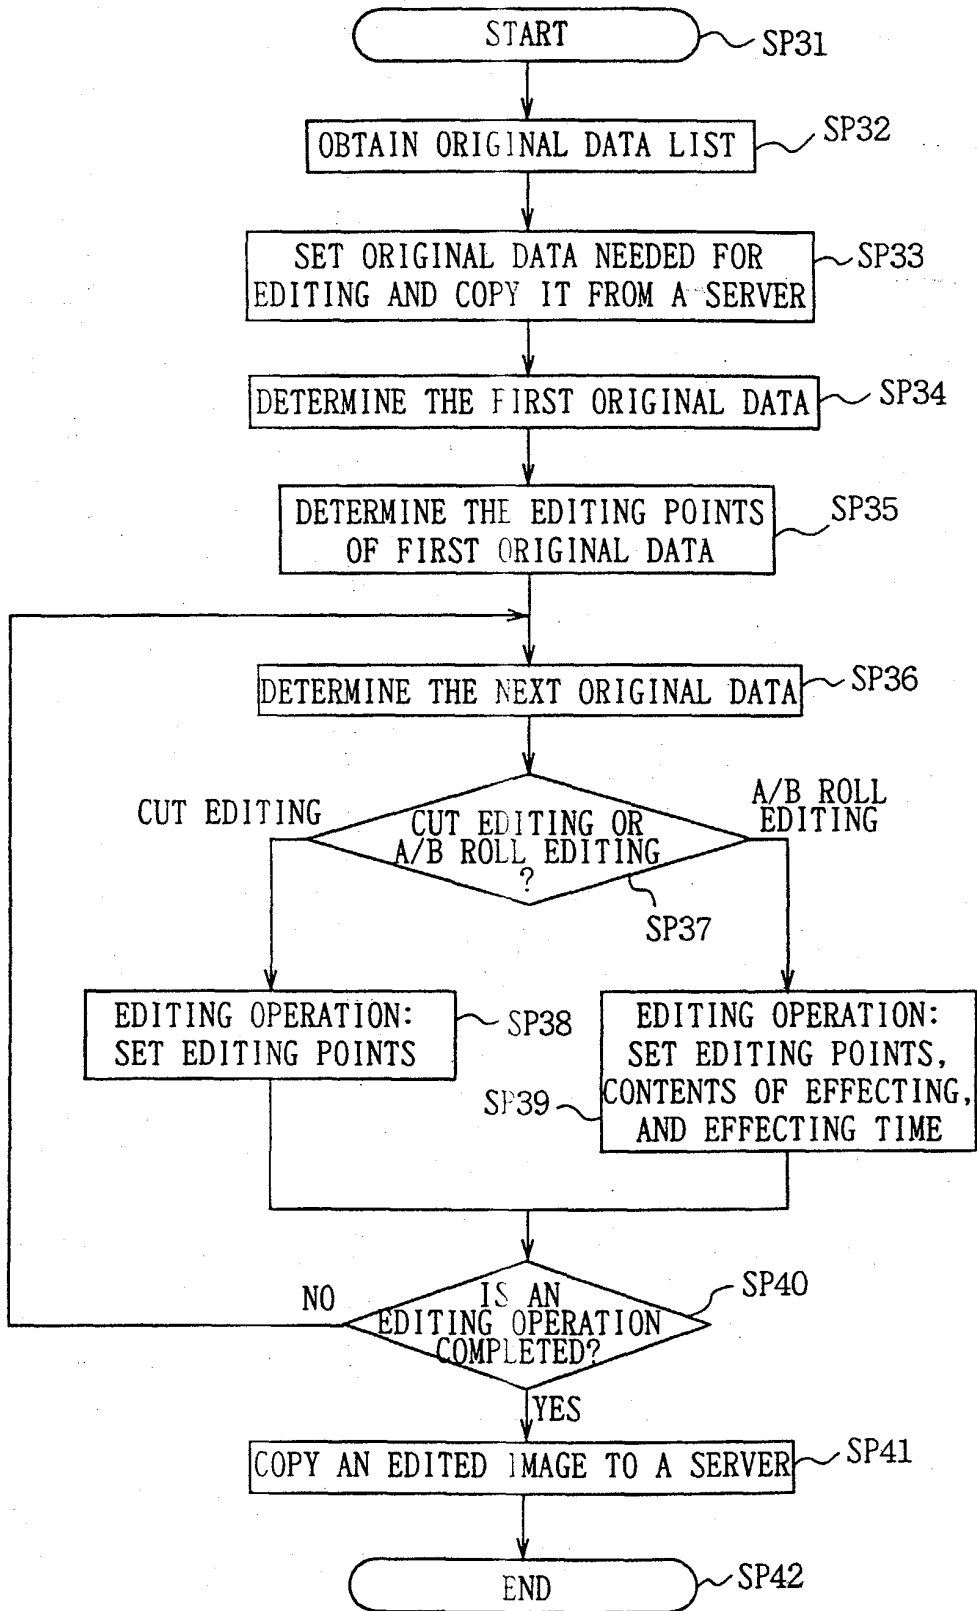 START
SP31
OBTAIN ORIGINAL DATA LIST
SP32
SET ORIGINAL DATA NEEDED FOR
EDITING AND COPY IT FROM A SERVER
SP33
DETERMINE THE FIRST ORIGINAL DATA
SP34
DETERMINE THE EDITING POINTS
OF FIRST ORIGINAL DATA
SP35
DETERMINE THE NEXT ORIGINAL DATA
SP36
CUT EDITING
CUT EDITING OR
A/B ROLL EDITING
?
A/B ROLL
EDITING
SP37
EDITING OPERATION:
SET EDITING POINTS
SP38
EDITING OPERATION:
SET EDITING POINTS,
CONTENTS OF EFFECTING,
AND EFFECTING TIME
SP39
NO
IS AN
EDITING OPERATION
COMPLETED?
SP40
YES
COPY AN EDITED IMAGE TO A SERVER
SP41
END
SP42